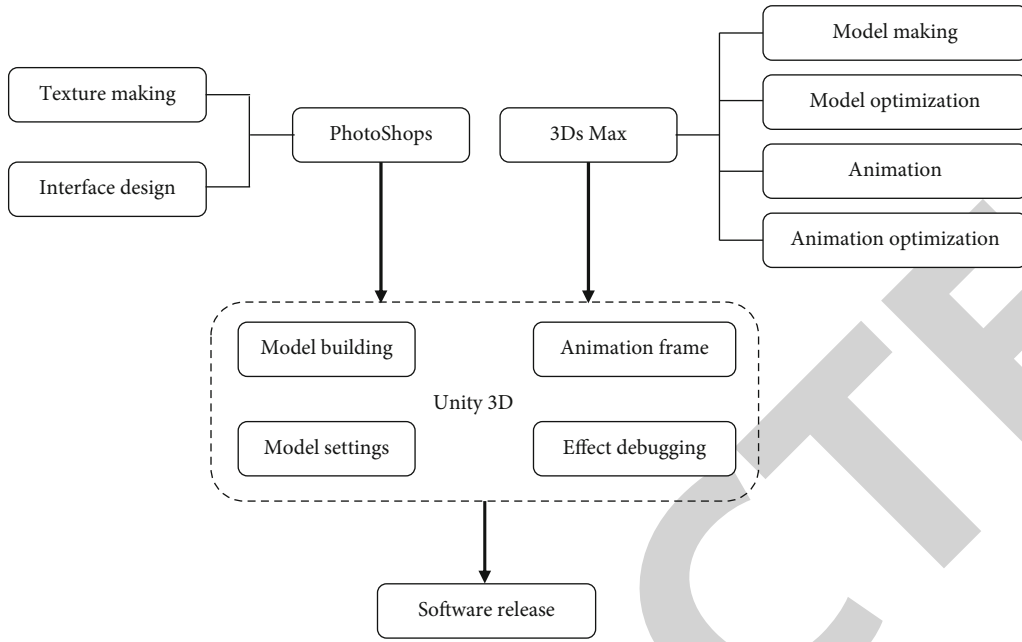 Model making
Texture making
Model optimization
PhotoShops
3Ds Max
Interface design
Animation
Animation optimization
Model building
Animation frame
Unity 3D
Model settings
Effect debugging
Software release
CTE